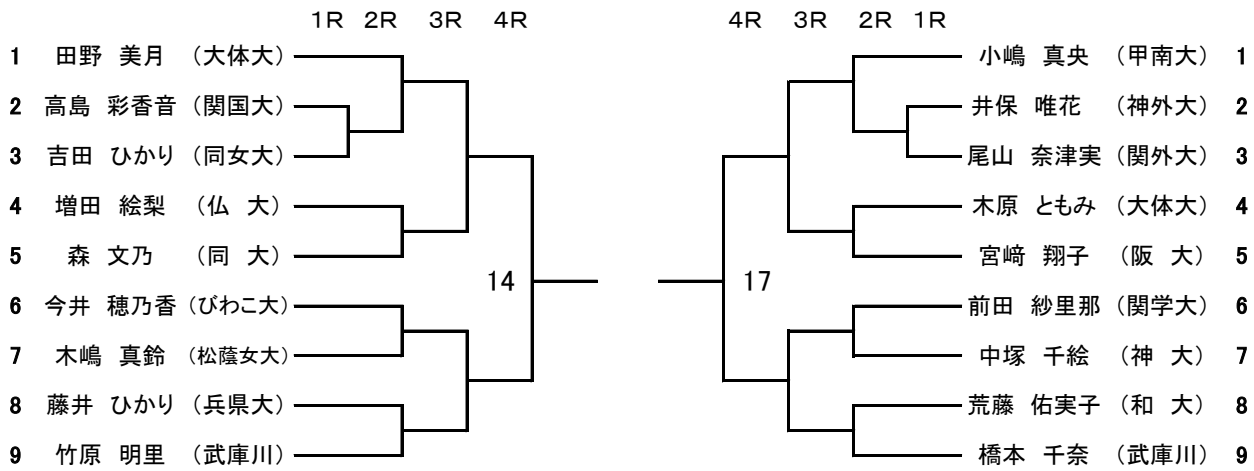 1R 2R 3R 4R 4R 3R 2R 1R
1 田野 美月 (大体大) 小嶋 真央 (甲南大) 1
2 高島 彩香音 (関国大) 井保 唯花 (神外大) 2
3 吉田 ひかり (同女大) 尾山 奈津実 (関外大) 3
4 増田 絵梨 (仏 大) 木原 ともみ (大体大) 4
5 森 文乃 (同 大) 宮﨑 翔子 (阪 大) 5
14 17
6 今井 穂乃香 (びわこ大) 前田 紗里那 (関学大) 6
7 木嶋 真鈴 (松蔭女大) 中塚 千絵 (神 大) 7
8 藤井 ひかり (兵県大) 荒藤 佑実子 (和 大) 8
9 竹原 明里 (武庫川) 橋本 千奈 (武庫川) 9